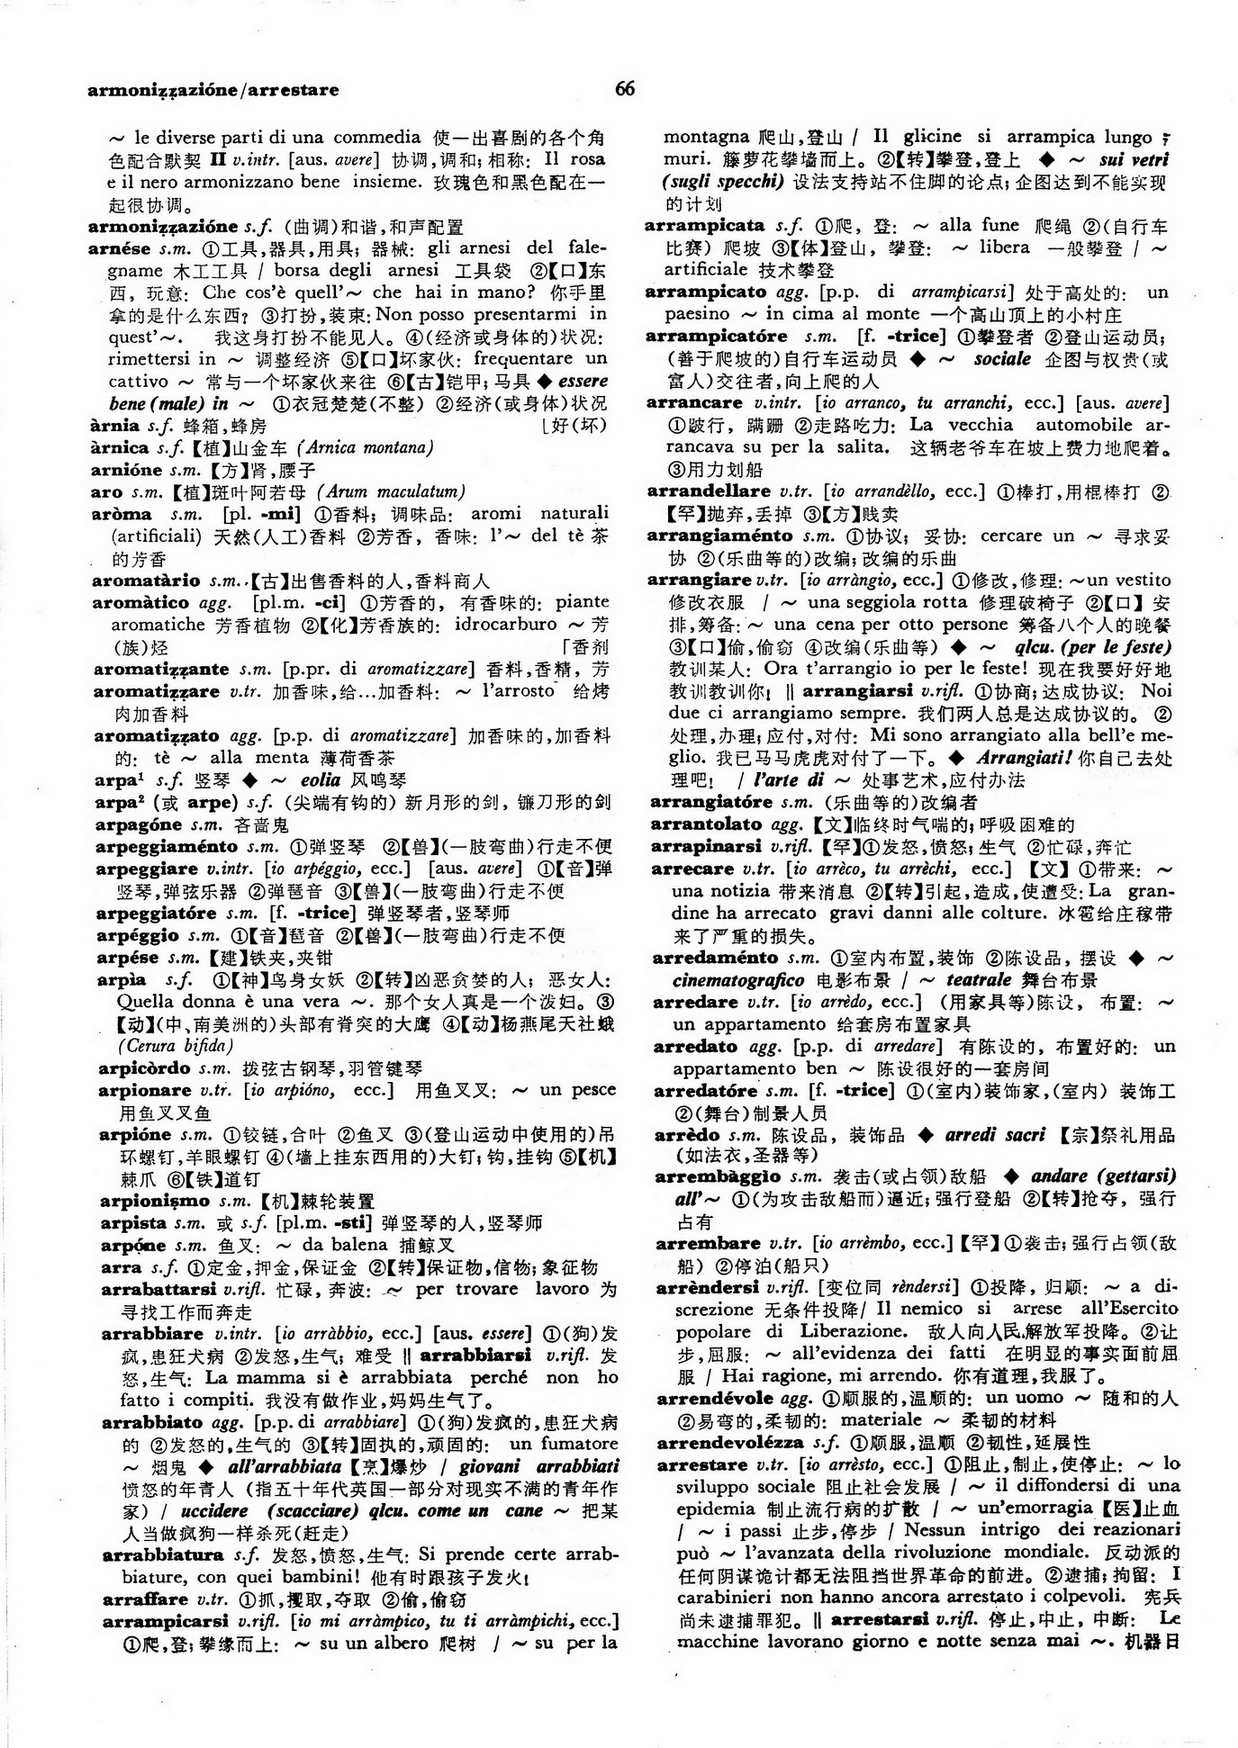 armonizzazióne/arrestare
66
~ le diverse parti di una commedia 使一出喜剧的各个角
色配合默契 II v.intr. [aus. avere] 协调,调和; 相称: Il rosa
e il nero armonizzano bene insieme. 玫瑰色和黑色配在一
起很协调。
armonizzazióne s.f. (曲调)和谐,和声配置
arnése s.m. ①工具,器具,用具; 器械: gli arnesi del fale-
gname 木工工具 / borsa degli arnesi 工具袋 ②【口】东
西, 玩意: Che cos'è quell'~ che hai in mano? 你手里
拿的是什么东西? ③打扮,装束: Non posso presentarmi in
quest'~. 我这身打扮不能见人。④(经济或身体的)状况:
rimettersi in ~ 调整经济 ⑤【口】坏家伙: frequentare un
cattivo ~ 常与一个坏家伙来往 ⑥【古】铠甲; 马具 ◆ essere
bene (male) in ~ ①衣冠楚楚(不整) ②经济(或身体)状况
àrnia s.f. 蜂箱,蜂房 ⌊好(坏)
àrnica s.f. 【植】山金车 (Arnica montana)
arnióne s.m. 【方】肾,腰子
aro s.m. 【植】斑叶阿若母 (Arum maculatum)
aròma s.m. [pl. -mi] ①香料; 调味品: aromi naturali
(artificiali) 天然(人工)香料 ②芳香, 香味: l'~ del tè 茶
的芳香
aromatàrio s.m. 【古】出售香料的人,香料商人
aromàtico agg. [pl.m. -ci] ①芳香的, 有香味的: piante
aromatiche 芳香植物 ②【化】芳香族的: idrocarburo ~ 芳
(族)烃 「香剂
aromatizzante s.m. [p.pr. di aromatizzare] 香料,香精, 芳
aromatizzare v.tr. 加香味,给…加香料: ~ l'arrosto 给烤
肉加香料
aromatizzato agg. [p.p. di aromatizzare] 加香味的,加香料
的: tè ~ alla menta 薄荷香茶
arpa¹ s.f. 竖琴 ◆ ~ eolia 风鸣琴
arpa² (或 arpe) s.f. (尖端有钩的) 新月形的剑, 镰刀形的剑
arpagóne s.m. 吝啬鬼
arpeggiaménto s.m. ①弹竖琴 ②【兽】(一肢弯曲)行走不便
arpeggiare v.intr. [io arpéggio, ecc.] [aus. avere] ①【音】弹
竖琴,弹弦乐器 ②弹琶音 ③【兽】(一肢弯曲)行走不便
arpeggiatóre s.m. [f. -trice] 弹竖琴者,竖琴师
arpéggio s.m. ①【音】琶音 ②【兽】(一肢弯曲)行走不便
arpése s.m. 【建】铁夹,夹钳
arpìa s.f. ①【神】鸟身女妖 ②【转】凶恶贪婪的人; 恶女人:
Quella donna è una vera ~. 那个女人真是一个泼妇。③
【动】(中、南美洲的)头部有脊突的大鹰 ④【动】杨燕尾天社蛾
(Cerura bifida)
arpicòrdo s.m. 拨弦古钢琴,羽管键琴
arpionare v.tr. [io arpióno, ecc.] 用鱼叉叉: ~ un pesce
用鱼叉叉鱼
arpióne s.m. ①铰链,合叶 ②鱼叉 ③(登山运动中使用的)吊
环螺钉,羊眼螺钉 ④(墙上挂东西用的)大钉; 钩,挂钩 ⑤【机】
棘爪 ⑥【铁】道钉
arpionismo s.m. 【机】棘轮装置
arpista s.m. 或 s.f. [pl.m. -sti] 弹竖琴的人,竖琴师
arpóne s.m. 鱼叉: ~ da balena 捕鲸叉
arra s.f. ①定金,押金,保证金 ②【转】保证物,信物; 象征物
arrabattarsi v.rifl. 忙碌, 奔波: ~ per trovare lavoro 为
寻找工作而奔走
arrabbiare v.intr. [io arràbbio, ecc.] [aus. essere] ①(狗)发
疯,患狂犬病 ②发怒,生气; 难受 ‖ arrabbiarsi v.rifl. 发
怒,生气: La mamma si è arrabbiata perché non ho
fatto i compiti. 我没有做作业,妈妈生气了。
arrabbiato agg. [p.p. di arrabbiare] ①(狗)发疯的,患狂犬病
的 ②发怒的,生气的 ③【转】固执的,顽固的: un fumatore
~ 烟鬼 ◆ all'arrabbiata 【烹】爆炒 / giovani arrabbiati
愤怒的年青人 (指五十年代英国一部分对现实不满的青年作
家) / uccidere (scacciare) qlcu. come un cane ~ 把某
人当做疯狗一样杀死(赶走)
arrabbiatura s.f. 发怒,愤怒,生气: Si prende certe arrab-
biature, con quei bambini! 他有时跟孩子发火!
arraffare v.tr. ①抓,攫取,夺取 ②偷,偷窃
arrampicarsi v.rifl. [io mi arràmpico, tu ti arràmpichi, ecc.]
①爬,登; 攀缘而上: ~ su un albero 爬树 / ~ su per la
montagna 爬山,登山 / Il glicine si arrampica lungo
muri. 籐萝花攀墙而上。②【转】攀登,登上 ◆ ~ sui vetri
(sugli specchi) 设法支持站不住脚的论点; 企图达到不能实现
的计划
arrampicata s.f. ①爬, 登: ~ alla fune 爬绳 ②(自行车
比赛) 爬坡 ③【体】登山, 攀登: ~ libera 一般攀登 / ~
artificiale 技术攀登
arrampicato agg. [p.p. di arrampicarsi] 处于高处的: un
paesino ~ in cima al monte 一个高山顶上的小村庄
arrampicatóre s.m. [f. -trice] ①攀登者 ②登山运动员;
(善于爬坡的)自行车运动员 ◆ ~ sociale 企图与权贵(或
富人)交往者,向上爬的人
arrancare v.intr. [io arranco, tu arranchi, ecc.] [aus. avere]
①跛行, 蹒跚 ②走路吃力: La vecchia automobile ar-
rancava su per la salita. 这辆老爷车在坡上费力地爬着。
③用力划船
arrandellare v.tr. [io arrandèllo, ecc.] ①棒打,用棍棒打 ②
【罕】抛弃,丢掉 ③【方】贱卖
arrangiaménto s.m. ①协议; 妥协: cercare un ~ 寻求妥
协 ②(乐曲等的)改编; 改编的乐曲
arrangiare v.tr. [io arràngio, ecc.] ①修改,修理: ~un vestito
修改衣服 / ~ una seggiola rotta 修理破椅子 ②【口】 安
排,筹备: ~ una cena per otto persone 筹备八个人的晚餐
③【口】偷,偷窃 ④改编(乐曲等) ◆ ~ qlcu. (per le feste)
教训某人: Ora t'arrangio io per le feste! 现在我要好好地
教训教训你! ‖ arrangiarsi v.rifl. ①协商; 达成协议: Noi
due ci arrangiamo sempre. 我们两人总是达成协议的。 ②
处理,办理; 应付,对付: Mi sono arrangiato alla bell'e me-
glio. 我已马马虎虎对付了一下。◆ Arrangiati! 你自己去处
理吧! / l'arte di ~ 处事艺术,应付办法
arrangiatóre s.m. (乐曲等的)改编者
arrantolato agg. 【文】临终时气喘的; 呼吸困难的
arrapinarsi v.rifl. 【罕】①发怒,愤怒; 生气 ②忙碌,奔忙
arrecare v.tr. [io arrèco, tu arrèchi, ecc.] 【文】 ①带来: ~
una notizia 带来消息 ②【转】引起,造成,使遭受: La gran-
dine ha arrecato gravi danni alle colture. 冰雹给庄稼带
来了严重的损失。
arredaménto s.m. ①室内布置,装饰 ②陈设品, 摆设 ◆ ~
cinematografico 电影布景 / ~ teatrale 舞台布景
arredare v.tr. [io arrèdo, ecc.] (用家具等)陈设, 布置: ~
un appartamento 给套房布置家具
arredato agg. [p.p. di arredare] 有陈设的, 布置好的: un
appartamento ben ~ 陈设很好的一套房间
arredatóre s.m. [f. -trice] ①(室内)装饰家,(室内) 装饰工
②(舞台)制景人员
arrèdo s.m. 陈设品, 装饰品 ◆ arredi sacri 【宗】祭礼用品
(如法衣,圣器等)
arrembàggio s.m. 袭击(或占领)敌船 ◆ andare (gettarsi)
all'~ ①(为攻击敌船而)逼近; 强行登船 ②【转】抢夺, 强行
占有
arrembare v.tr. [io arrèmbo, ecc.]【罕】①袭击; 强行占领(敌
船) ②停泊(船只)
arrèndersi v.rifl. [变位同 rèndersi] ①投降, 归顺: ~ a di-
screzione 无条件投降/ Il nemico si arrese all'Esercito
popolare di Liberazione. 敌人向人民解放军投降。②让
步,屈服: ~ all'evidenza dei fatti 在明显的事实面前屈
服 / Hai ragione, mi arrendo. 你有道理,我服了。
arrendévole agg. ①顺服的,温顺的: un uomo ~ 随和的人
②易弯的,柔韧的: materiale ~ 柔韧的材料
arrendevolézza s.f. ①顺服,温顺 ②韧性,延展性
arrestare v.tr. [io arrèsto, ecc.] ①阻止,制止,使停止: ~ lo
sviluppo sociale 阻止社会发展 / ~ il diffondersi di una
epidemia 制止流行病的扩散 / ~ un'emorragia 【医】止血
/ ~ i passi 止步,停步 / Nessun intrigo dei reazionari
può ~ l'avanzata della rivoluzione mondiale. 反动派的
任何阴谋诡计都无法阻挡世界革命的前进。②逮捕; 拘留: I
carabinieri non hanno ancora arrestato i colpevoli. 宪兵
尚未逮捕罪犯。‖ arrestarsi v.rifl. 停止,中止, 中断: Le
macchine lavorano giorno e notte senza mai ~. 机器日